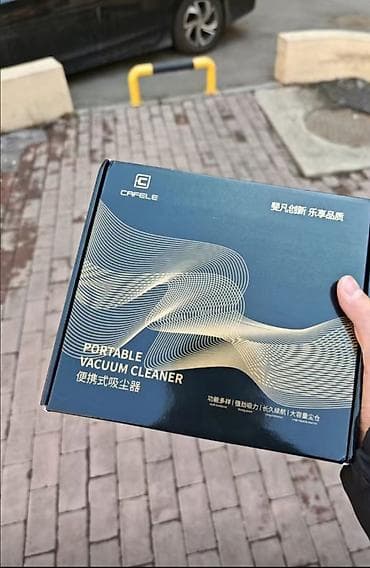 CAFELE
斐凡创新 乐享品质
PORTABLE
VACUUM CLEANER
便携式吸尘器
功能多样 | 强劲吸力 | 长久续航 | 大容量尘仓